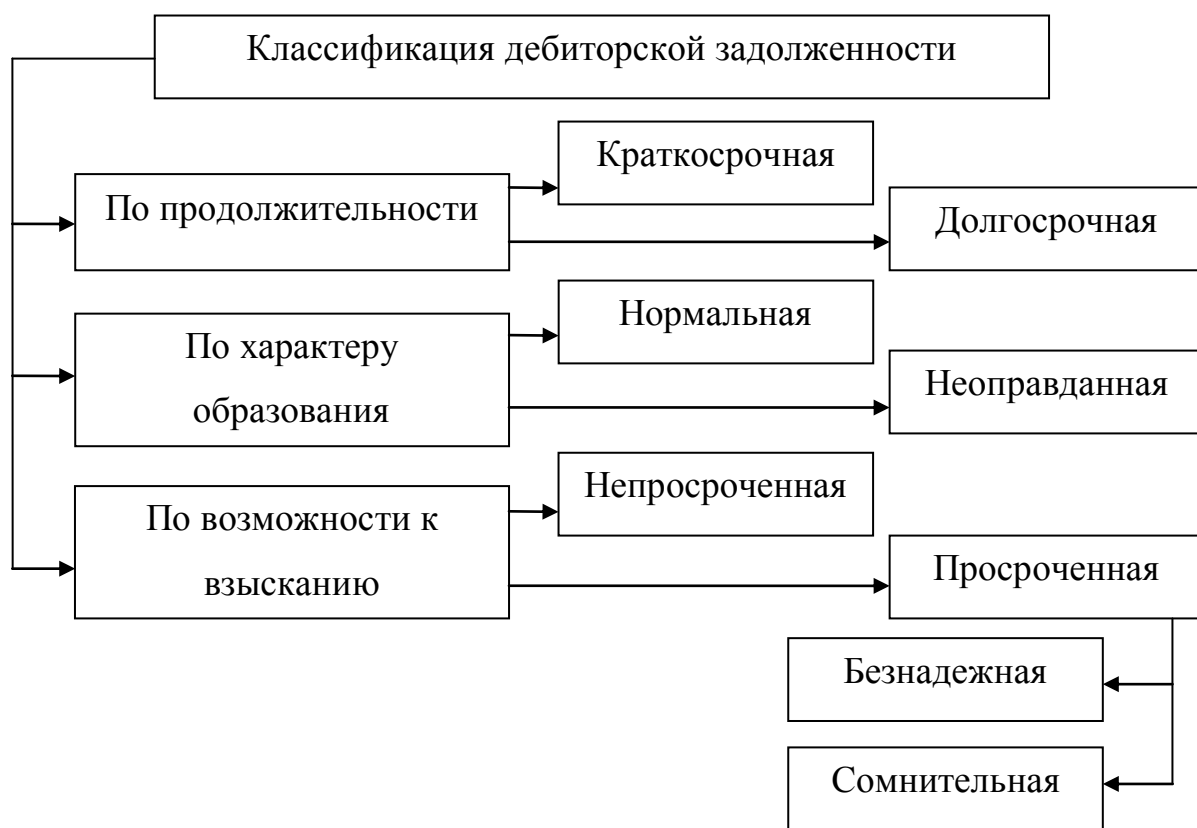 Классификация дебиторской задолженности
Краткосрочная
По продолжительности
Долгосрочная
Нормальная
По характеру
образования
Неоправданная
Непросроченная
По возможности к
взысканию
Просроченная
Безнадежная
Сомнительная